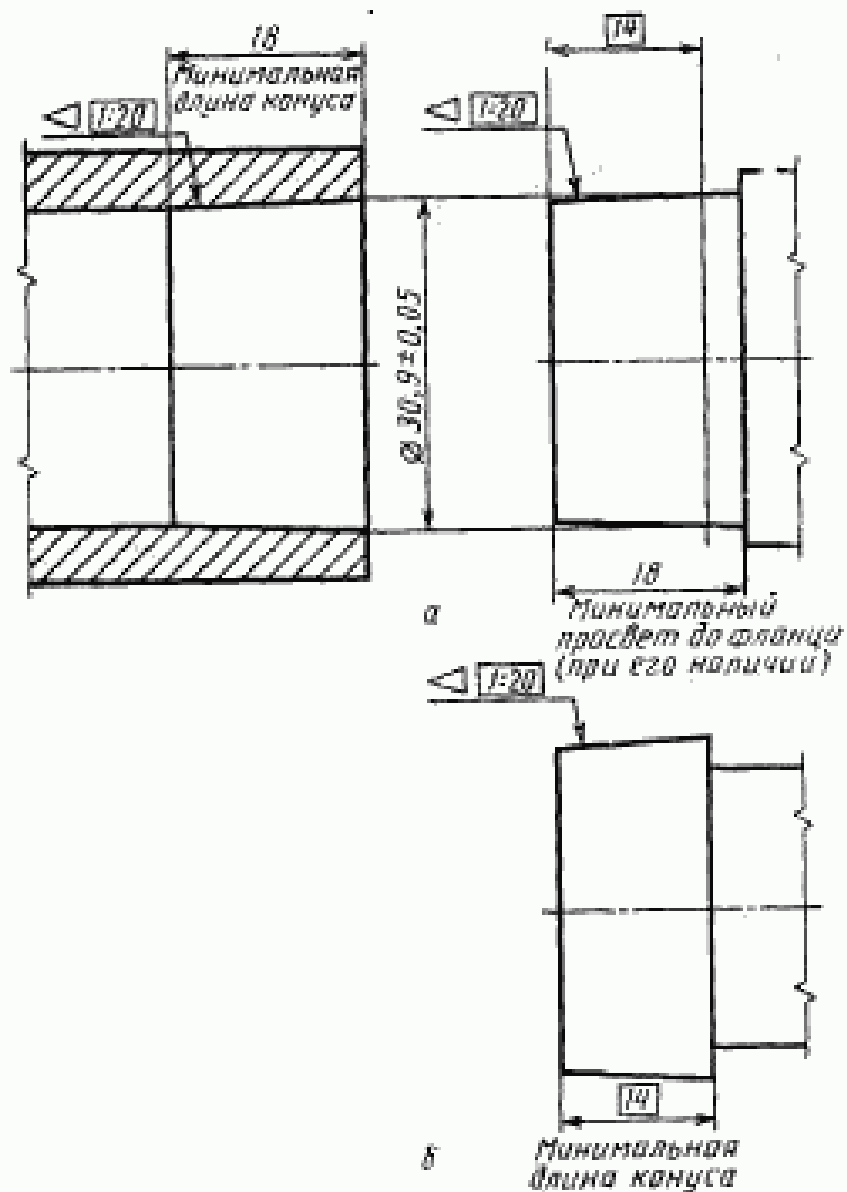 18
Минимальная
длина конуса
1:20
14
1:20
Ø 30,9±0,05
18
а
Минимальный
просвет до фланца
(при его наличии)
1:20
14
б
Минимальная
длина конуса